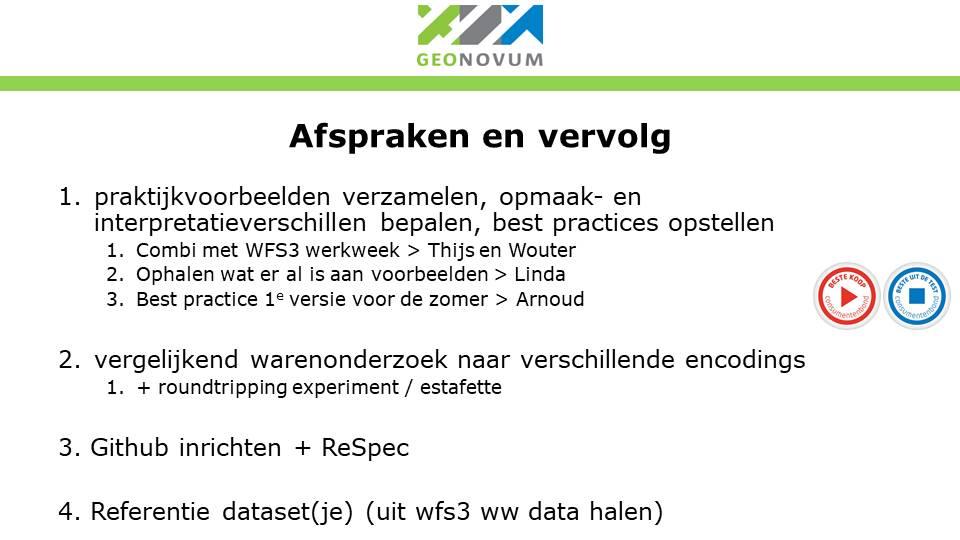 GEONOVUM
Afspraken en vervolg
1. praktijkvoorbeelden verzamelen, opmaak- en
interpretatieverschillen bepalen, best practices opstellen
1. Combi met WFS3 werkweek > Thijs en Wouter
2. Ophalen wat er al is aan voorbeelden > Linda
3. Best practice 1e versie voor de zomer > Arnoud
BESTE KOOP
consumentenbond
BESTE UIT DE TEST
consumentenbond
2. vergelijkend warenonderzoek naar verschillende encodings
1. + roundtripping experiment / estafette
3. Github inrichten + ReSpec
4. Referentie dataset(je) (uit wfs3 ww data halen)